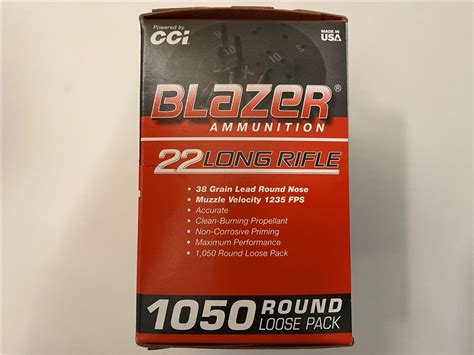 Powered by
CCI
MADE IN
USA
10
BLAZER®
AMMUNITION
22 LONG RIFLE
• 38 Grain Lead Round Nose
• Muzzle Velocity 1235 FPS
• Accurate
• Clean-Burning Propellant
• Non-Corrosive Priming
• Maximum Performance
• 1,050 Round Loose Pack
1050 ROUND
LOOSE PACK